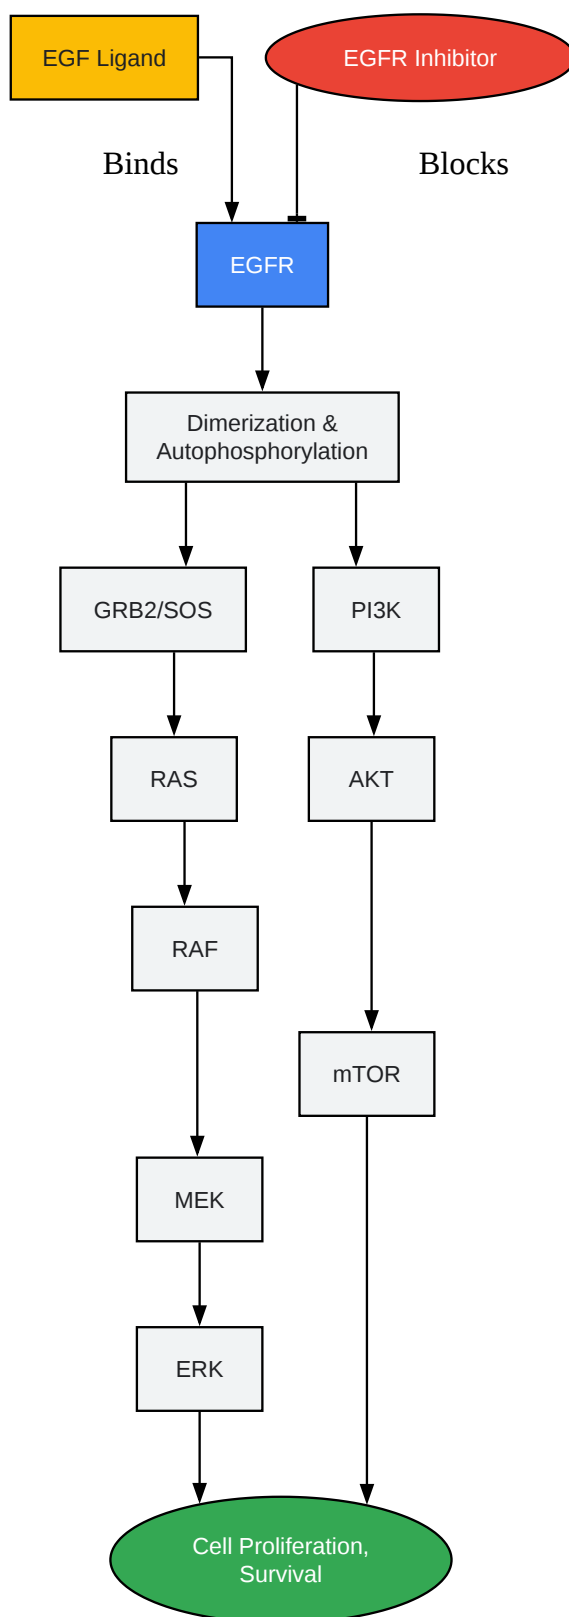 EGF Ligand
EGFR Inhibitor
Binds
Blocks
EGFR
Dimerization &
Autophosphorylation
GRB2/SOS
PI3K
RAS
AKT
RAF
mTOR
MEK
ERK
Cell Proliferation,
Survival